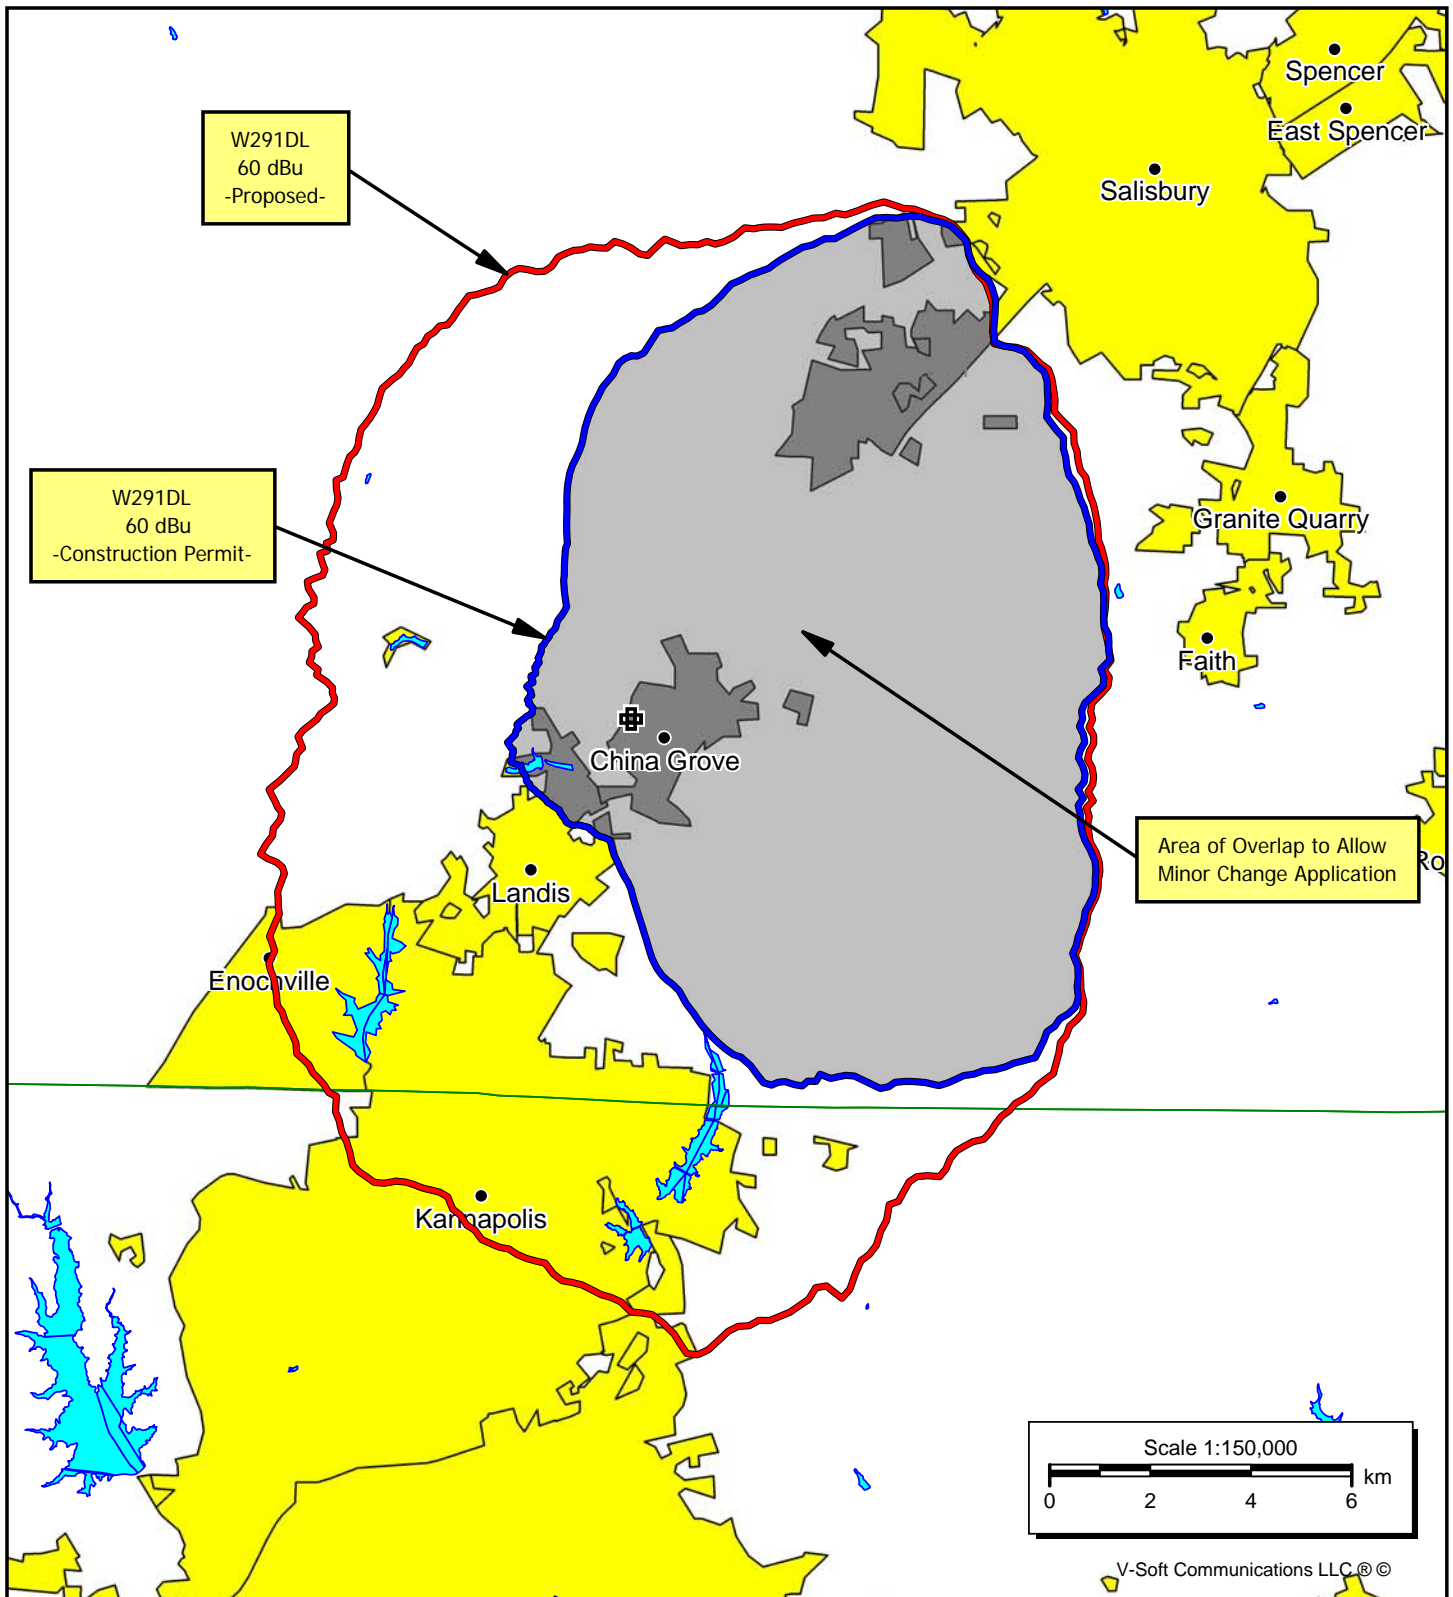 Spencer
East Spencer
Salisbury
W291DL
60 dBu
-Proposed-
W291DL
60 dBu
-Construction Permit-
Granite Quarry
Faith
China Grove
Area of Overlap to Allow
Minor Change Application
Ro
Landis
Enochville
Kannapolis
Scale 1:150,000
km
0 2 4 6
V-Soft Communications LLC ® ©